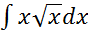 ∫ x√x dx